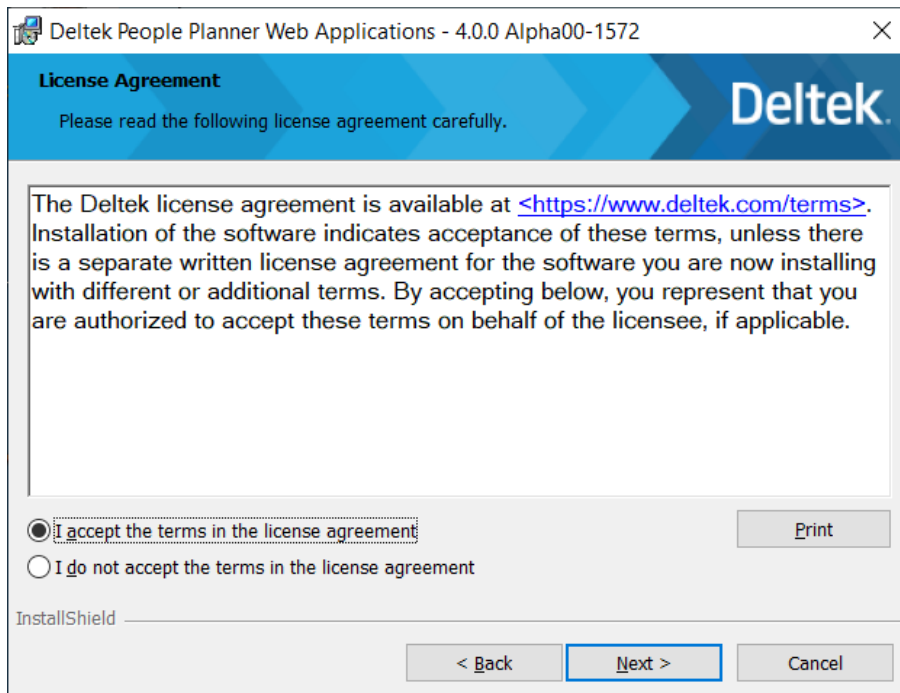 Deltek People Planner Web Applications - 4.0.0 Alpha00-1572
License Agreement
Please read the following license agreement carefully.
Deltek.
The Deltek license agreement is available at <https://www.deltek.com/terms>.
Installation of the software indicates acceptance of these terms, unless there
is a separate written license agreement for the software you are now installing
with different or additional terms. By accepting below, you represent that you
are authorized to accept these terms on behalf of the licensee, if applicable.
I accept the terms in the license agreement
Print
I do not accept the terms in the license agreement
InstallShield
< Back
Next >
Cancel